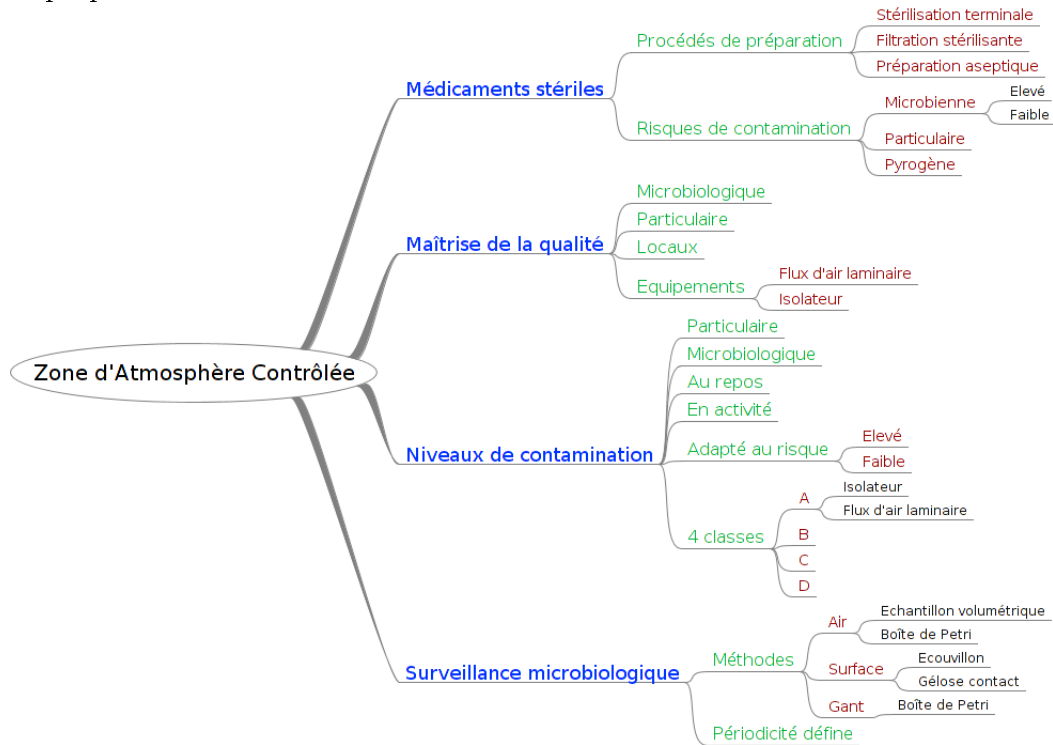 Stérilisation terminale
Procédés de préparation
Filtration stérilisante
Préparation aseptique
Médicaments stériles
Microbienne
Elevé
Faible
Risques de contamination
Particulaire
Pyrogène
Microbiologique
Particulaire
Maîtrise de la qualité
Locaux
Equipements
Flux d'air laminaire
Isolateur
Zone d'Atmosphère Contrôlée
Particulaire
Microbiologique
Au repos
En activité
Niveaux de contamination
Adapté au risque
Elevé
Faible
4 classes
A
Isolateur
Flux d'air laminaire
B
C
D
Surveillance microbiologique
Méthodes
Air
Echantillon volumétrique
Boîte de Petri
Surface
Ecouvillon
Gélose contact
Gant
Boîte de Petri
Périodicité défine